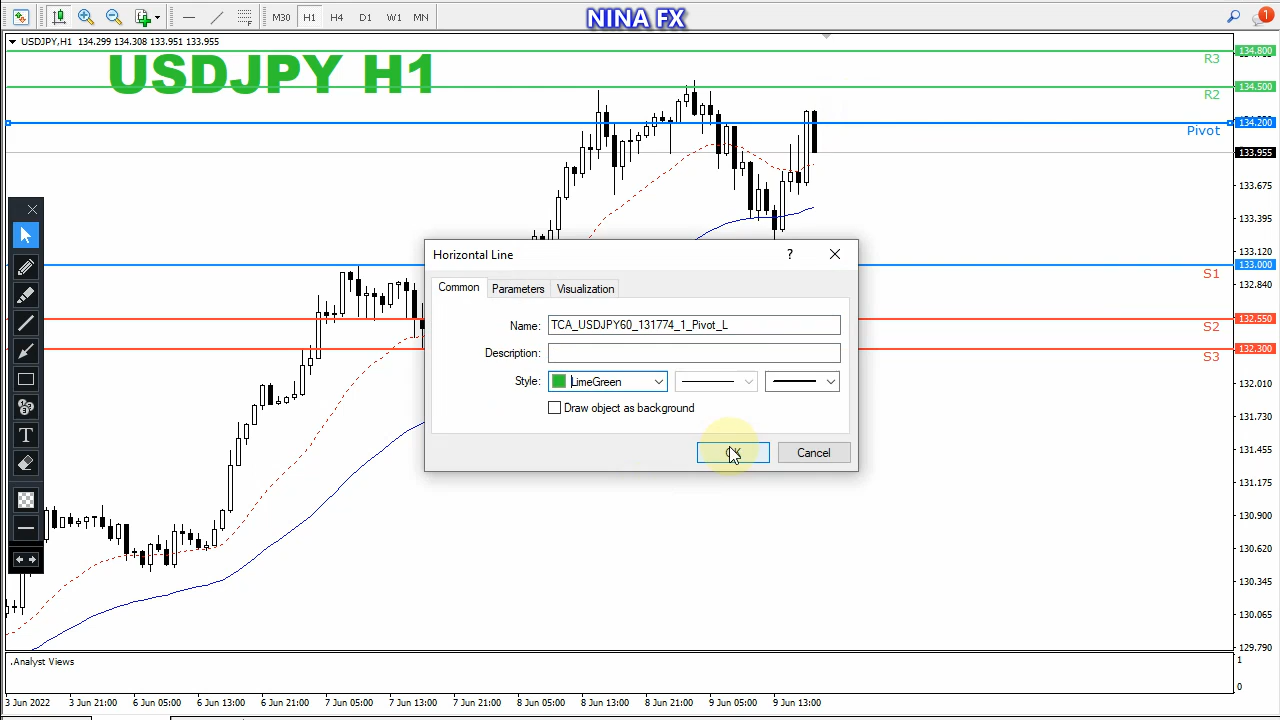 M30 H1 H4 D1 W1 MN
NINA FX
1
USDJPY,H1 134.299 134.308 133.951 133.955
USDJPY H1
134.800
R3
134.500
R2
134.200
Pivot
133.955
133.675
133.395
133.120
133.000
S1
132.840
132.550
S2
132.300
S3
132.010
131.730
131.455
131.175
130.900
130.620
130.345
130.065
129.790
T
Horizontal Line
?
Common Parameters Visualization
Name: TCA_USDJPY60_131774_1_Pivot_L
Description:
Style: LimeGreen
Draw object as background
Cancel
.Analyst Views
1
0
3 Jun 2022 3 Jun 21:00 6 Jun 05:00 6 Jun 13:00 6 Jun 21:00 7 Jun 05:00 7 Jun 13:00 7 Jun 21:00 8 Jun 05:00 8 Jun 13:00 8 Jun 21:00 9 Jun 05:00 9 Jun 13:00